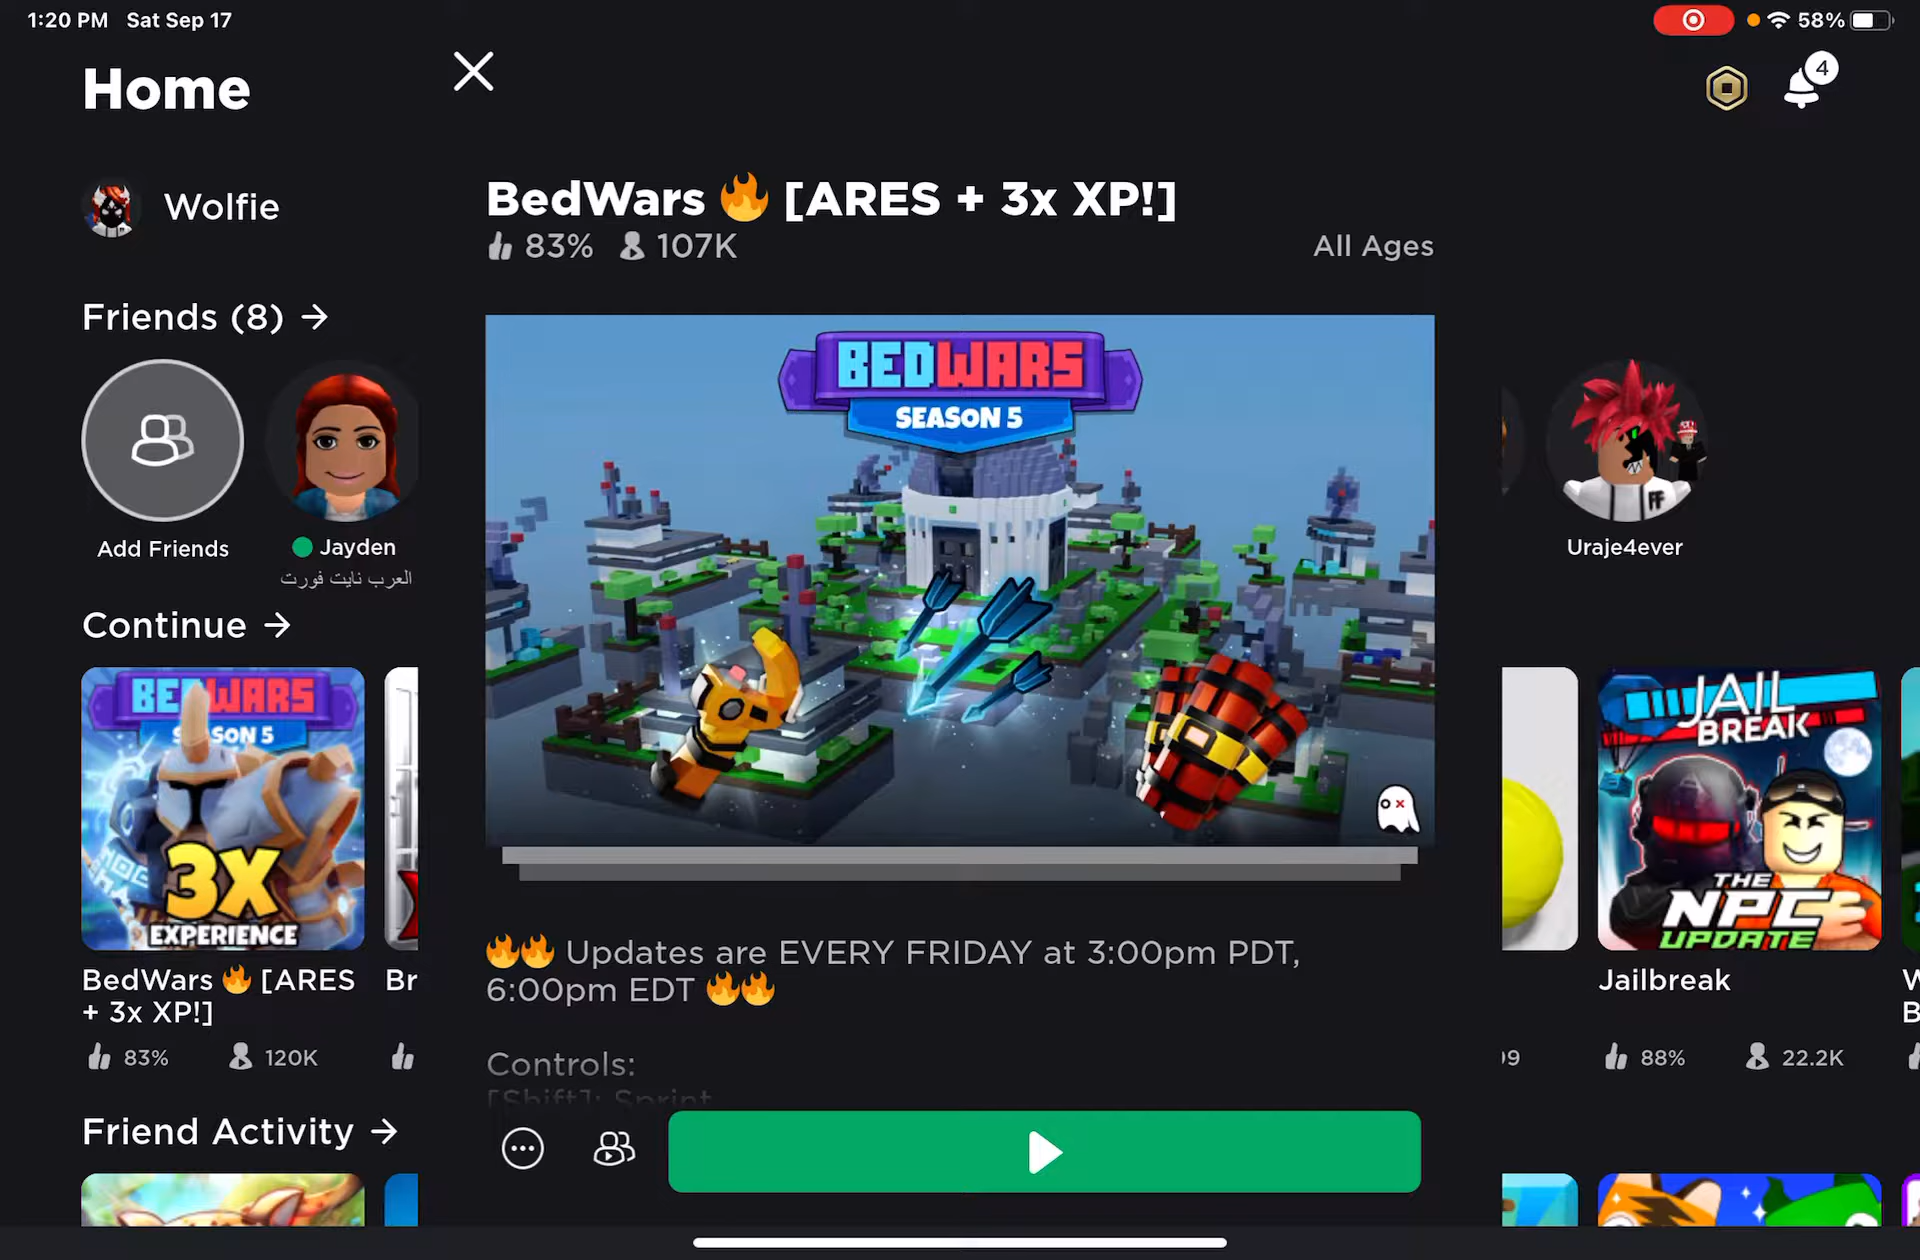 1:20 PM Sat Sep 17
58%
Home
4
Wolfie
BedWars 🔥 [ARES + 3x XP!]
83% 107K
All Ages
Friends (8) →
BEDWARS
SEASON 5
Add Friends
Jayden
العرب نايت فورت
Uraje4ever
Continue →
BEDWARS
SEASON 5
3X
EXPERIENCE
JAIL
BREAK
THE
NPC
UPDATE
BedWars 🔥 [ARES
+ 3x XP!]
Br
83% 120K
🔥🔥 Updates are EVERY FRIDAY at 3:00pm PDT,
6:00pm EDT 🔥🔥
Controls:
[Shift]: Sprint
Jailbreak
88% 22.2K
Friend Activity →